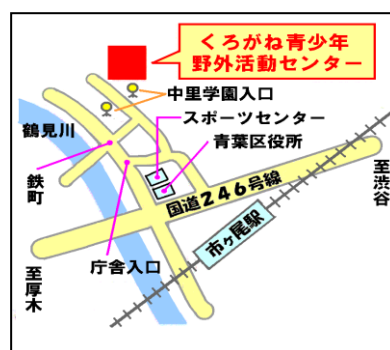 くろがね青少年
野外活動センター
中里学園入口
スポーツセンター
青葉区役所
鶴見川
鉄町
至渋谷
国道246号線
市ヶ尾駅
庁舎入口
至厚木